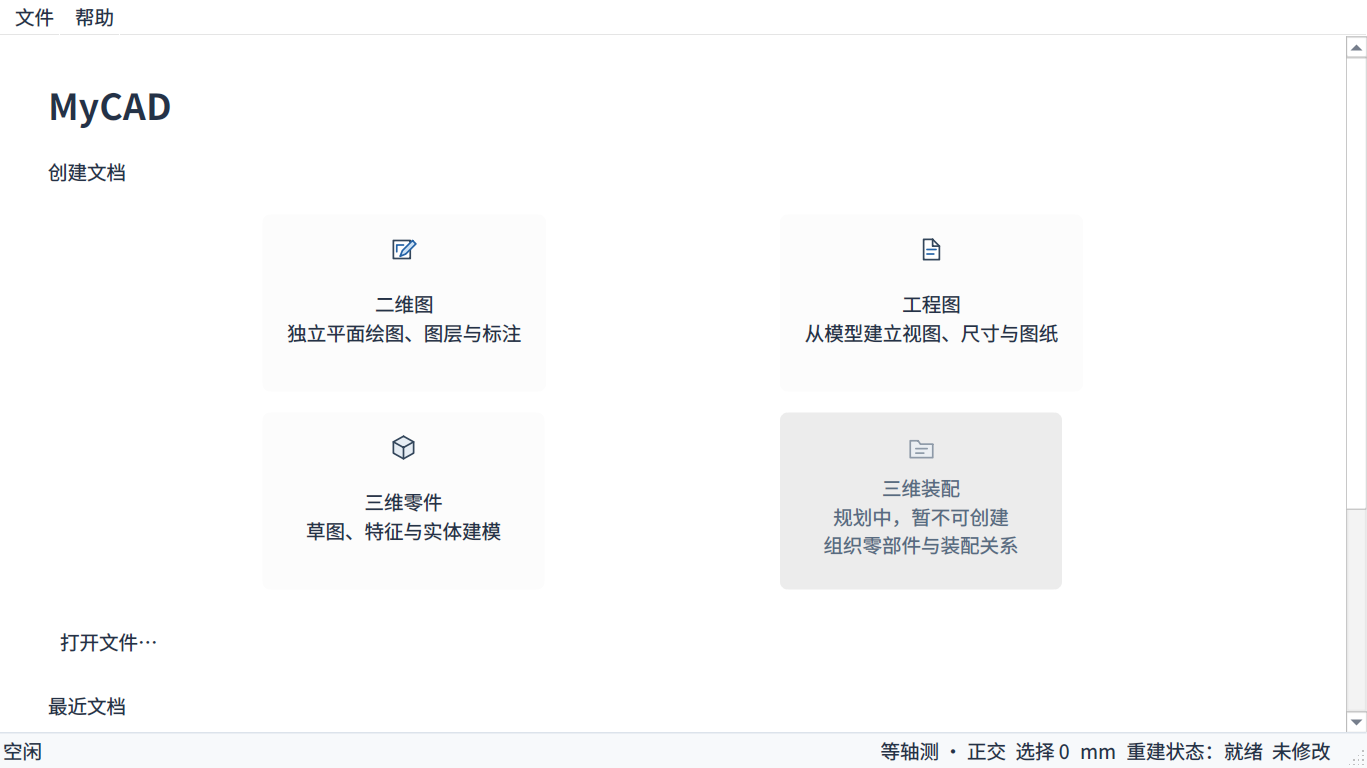 文件 帮助
MyCAD
创建文档
二维图
独立平面绘图、图层与标注
工程图
从模型建立视图、尺寸与图纸
三维零件
草图、特征与实体建模
三维装配
规划中，暂不可创建
组织零部件与装配关系
打开文件…
最近文档
空闲 等轴测 · 正交 选择 0 mm 重建状态：就绪 未修改